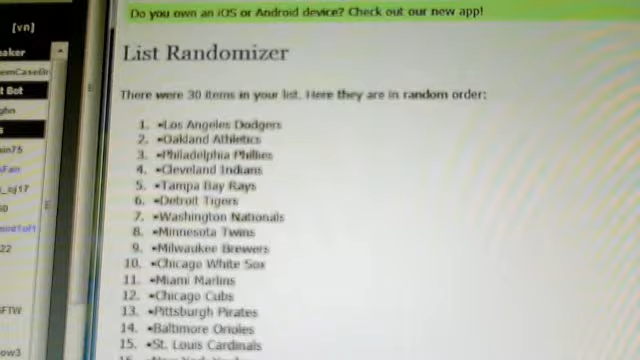 Do you own an iOS or Android device? Check out our new app!
[vn]
List Randomizer
There were 30 items in your list. Here they are in random order:
1. •Los Angeles Dodgers
2. •Oakland Athletics
3. •Philadelphia Phillies
4. •Cleveland Indians
5. •Tampa Bay Rays
6. •Detroit Tigers
7. •Washington Nationals
8. •Minnesota Twins
9. •Milwaukee Brewers
10. •Chicago White Sox
11. •Miami Marlins
12. •Chicago Cubs
13. •Pittsburgh Pirates
14. •Baltimore Orioles
15. •St. Louis Cardinals